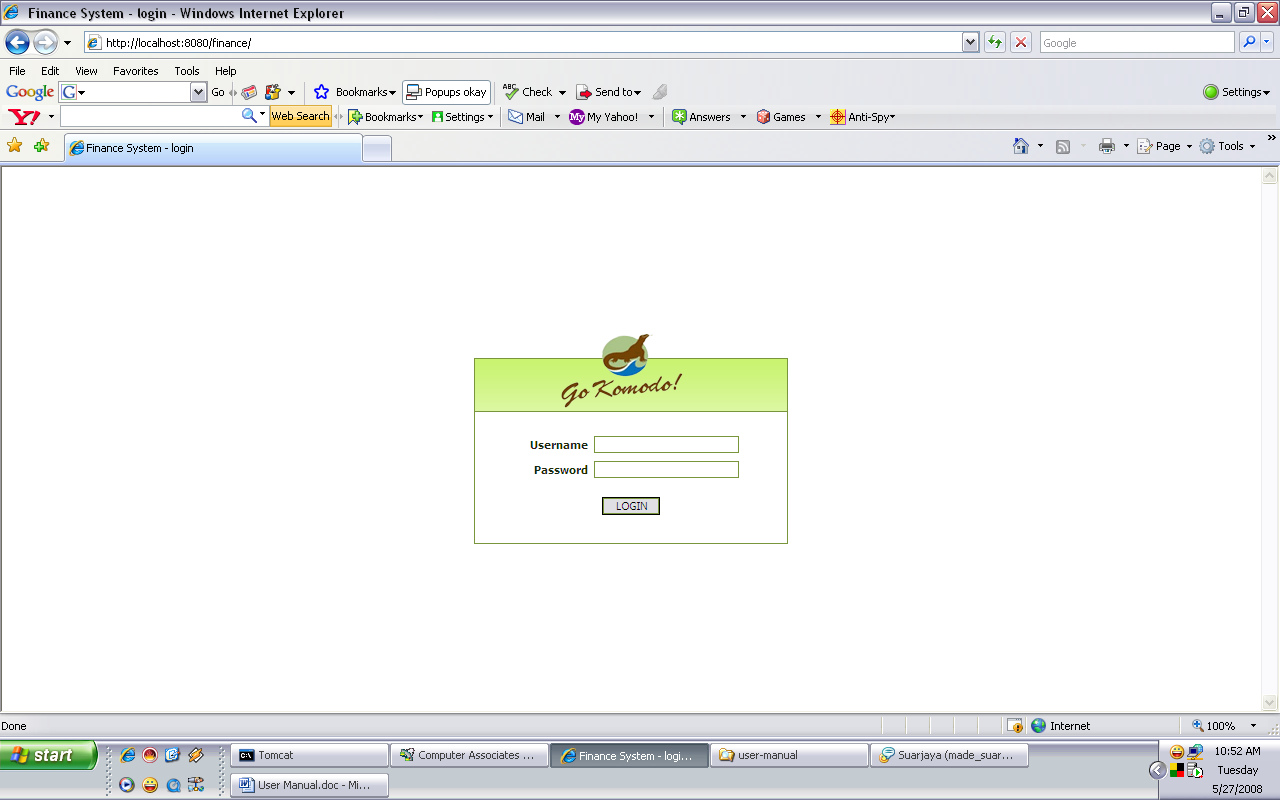 Finance System - login - Windows Internet Explorer
http://localhost:8080/finance/
Google
File Edit View Favorites Tools Help
Google G Go Bookmarks Popups okay ABC Check Send to Settings
Y! Web Search Bookmarks Settings Mail My My Yahoo! Answers Games Anti-Spy
Finance System - login
Page Tools
Go Komodo!
Username
Password
LOGIN
Done Internet 100%
start Tomcat Computer Associates ... Finance System - logi... user-manual Suarjaya (made_suar...
User Manual.doc - Mi...
10:52 AM
Tuesday
5/27/2008